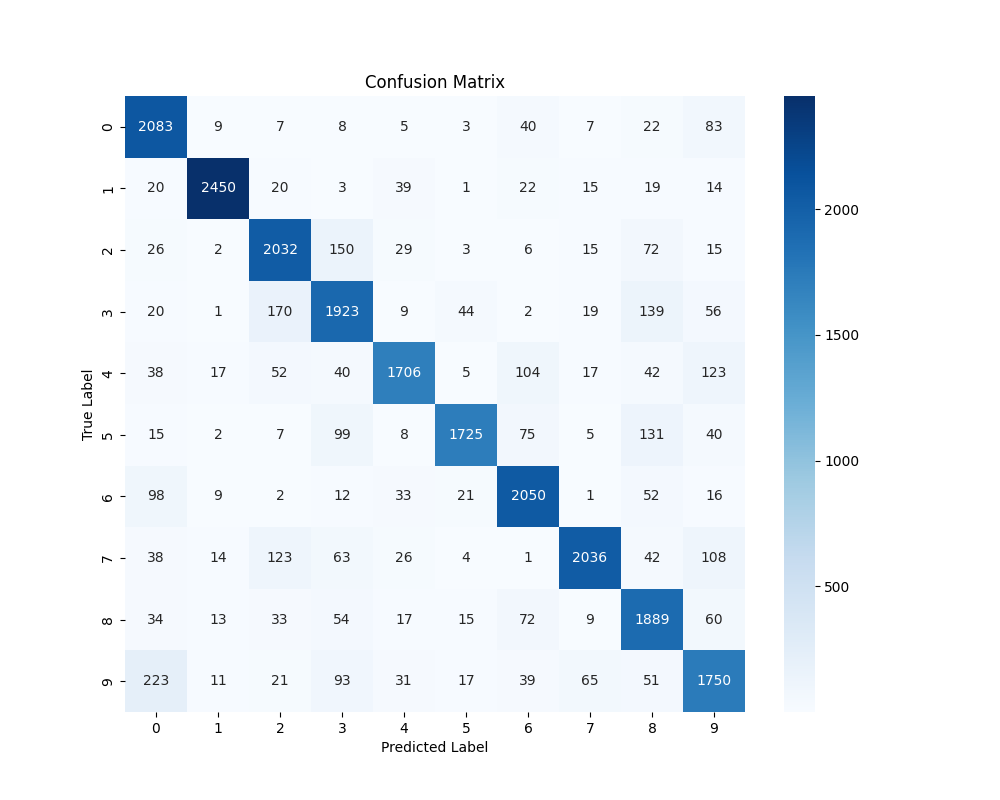 Confusion Matrix
0 2083 9 7 8 5 3 40 7 22 83
1 20 2450 20 3 39 1 22 15 19 14
2 26 2 2032 150 29 3 6 15 72 15
3 20 1 170 1923 9 44 2 19 139 56
4 38 17 52 40 1706 5 104 17 42 123
5 15 2 7 99 8 1725 75 5 131 40
6 98 9 2 12 33 21 2050 1 52 16
7 38 14 123 63 26 4 1 2036 42 108
8 34 13 33 54 17 15 72 9 1889 60
9 223 11 21 93 31 17 39 65 51 1750
0 1 2 3 4 5 6 7 8 9
Predicted Label
True Label
2000
1500
1000
500